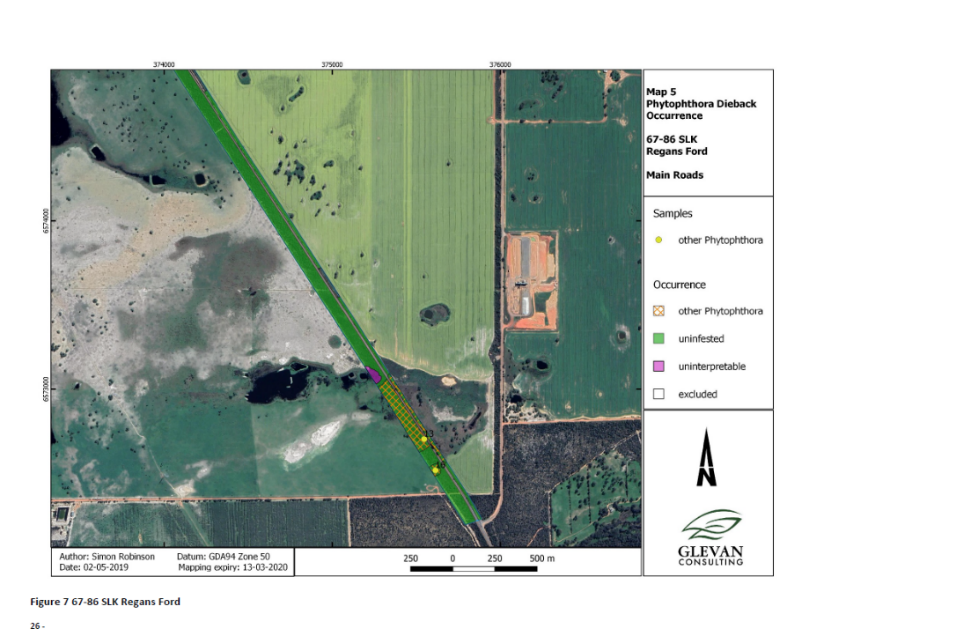 374000
375000
376000
6574000
6573000
Map 5
Phytophthora Dieback
Occurrence
67-86 SLK
Regans Ford
Main Roads
Samples
other Phytophthora
Occurrence
other Phytophthora
uninfested
uninterpretable
excluded
13
16
N
GLEVAN
CONSULTING
Author: Simon Robinson
Datum: GDA94 Zone 50
Date: 02-05-2019
Mapping expiry: 13-03-2020
250 0 250 500 m
Figure 7 67-86 SLK Regans Ford
26 -